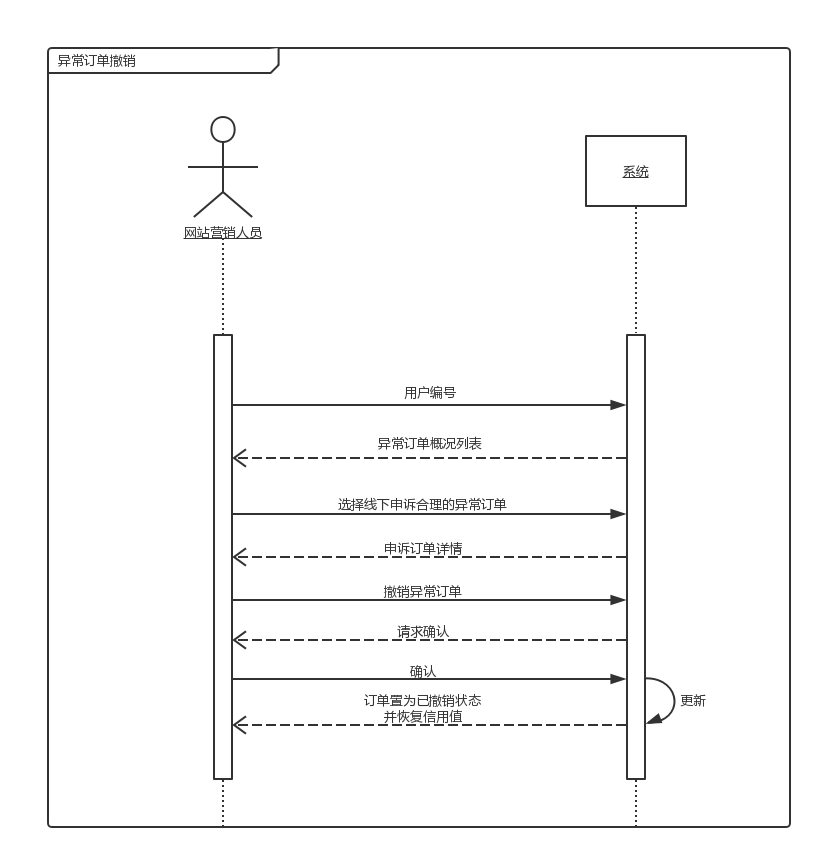 异常订单撤销
系统
网站营销人员
用户编号
异常订单概况列表
选择线下申诉合理的异常订单
申诉订单详情
撤销异常订单
请求确认
确认
订单置为已撤销状态
并恢复信用值
更新